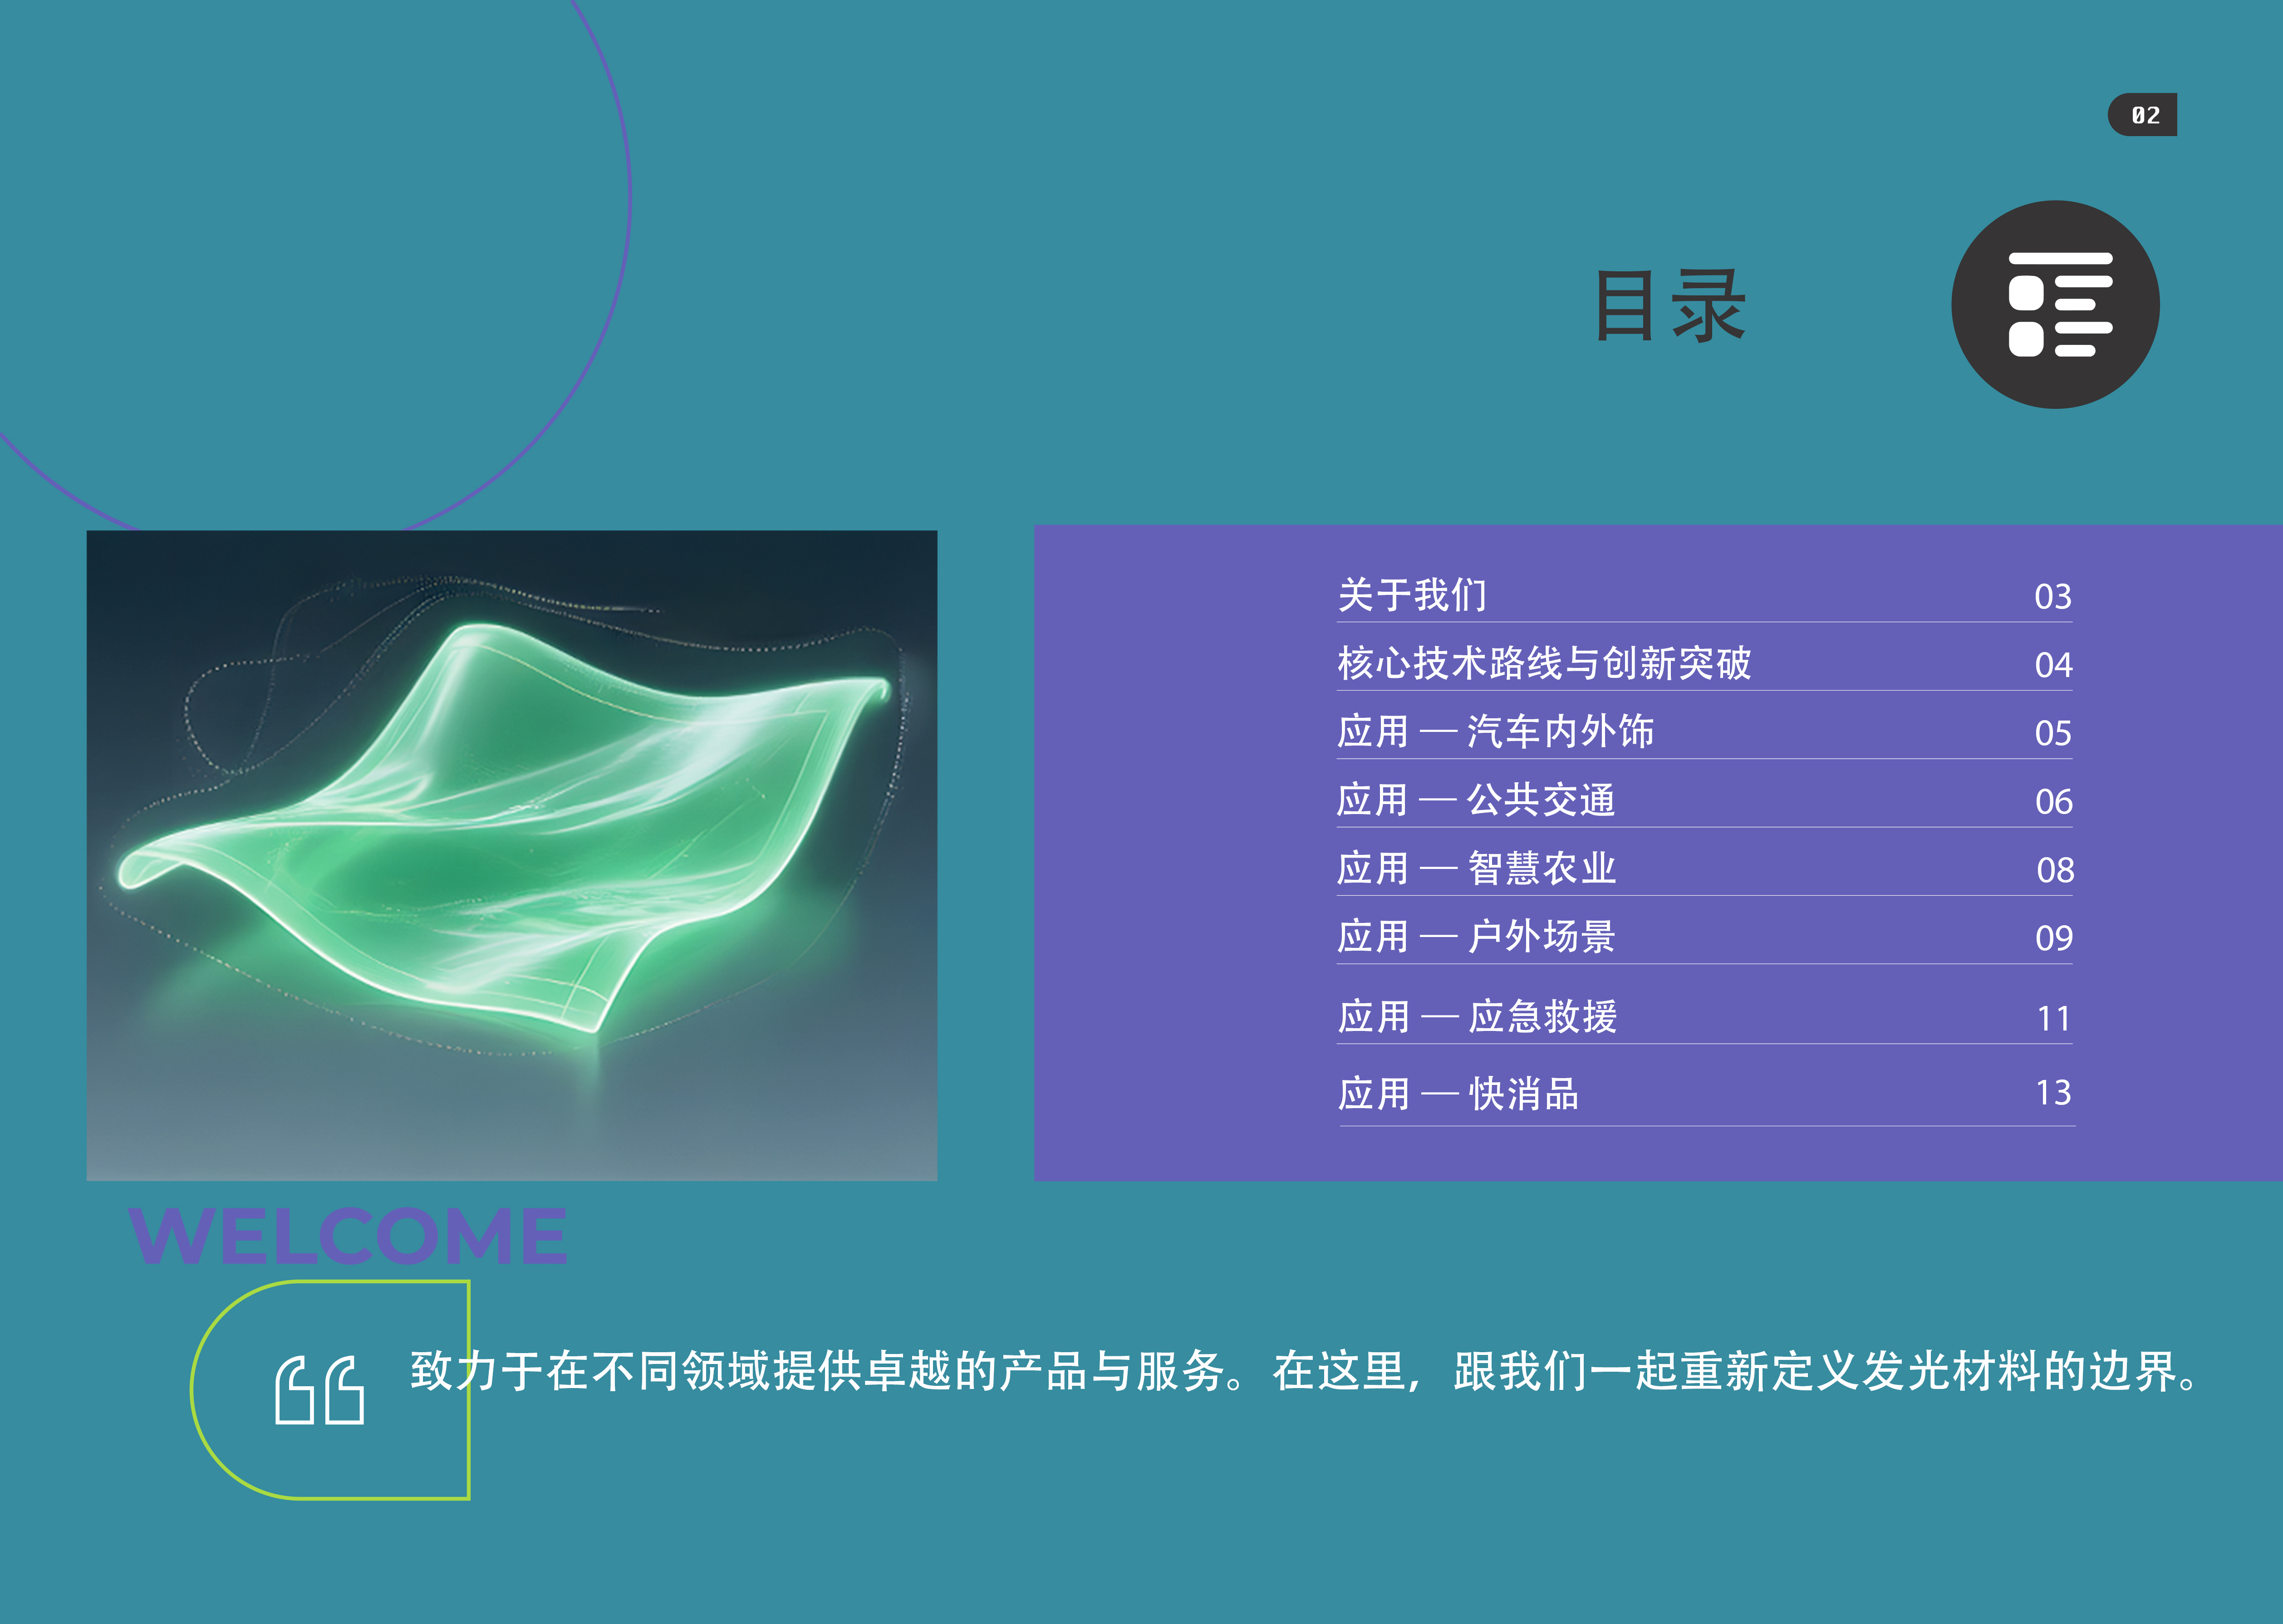 02
目录
关于我们 03
核心技术路线与创新突破 04
应用 — 汽车内外饰 05
应用 — 公共交通 06
应用 — 智慧农业 08
应用 — 户外场景 09
应用 — 应急救援 11
应用 — 快消品 13
WELCOME
“ 致力于在不同领域提供卓越的产品与服务。在这里，跟我们一起重新定义发光材料的边界。